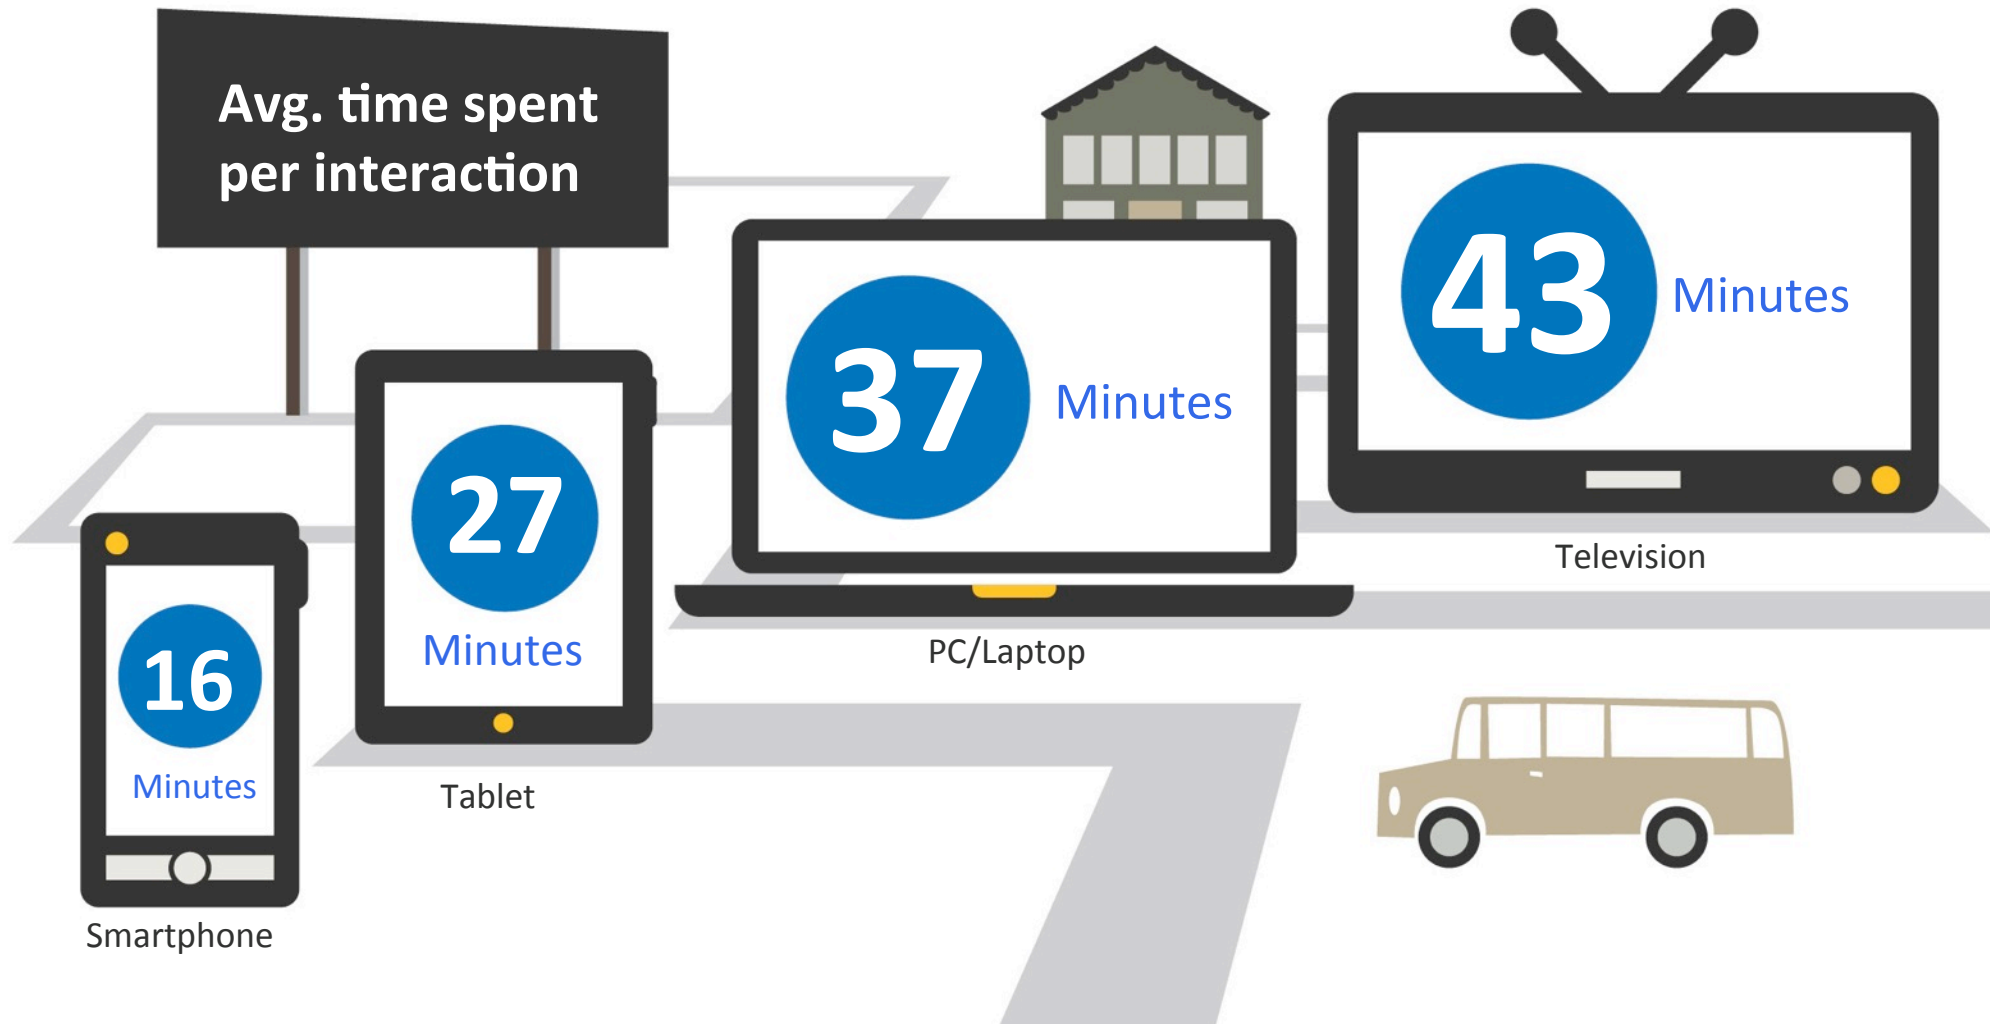 Avg. time spent
per interaction
16
Minutes
Smartphone
27
Minutes
Tablet
37
Minutes
PC/Laptop
43
Minutes
Television